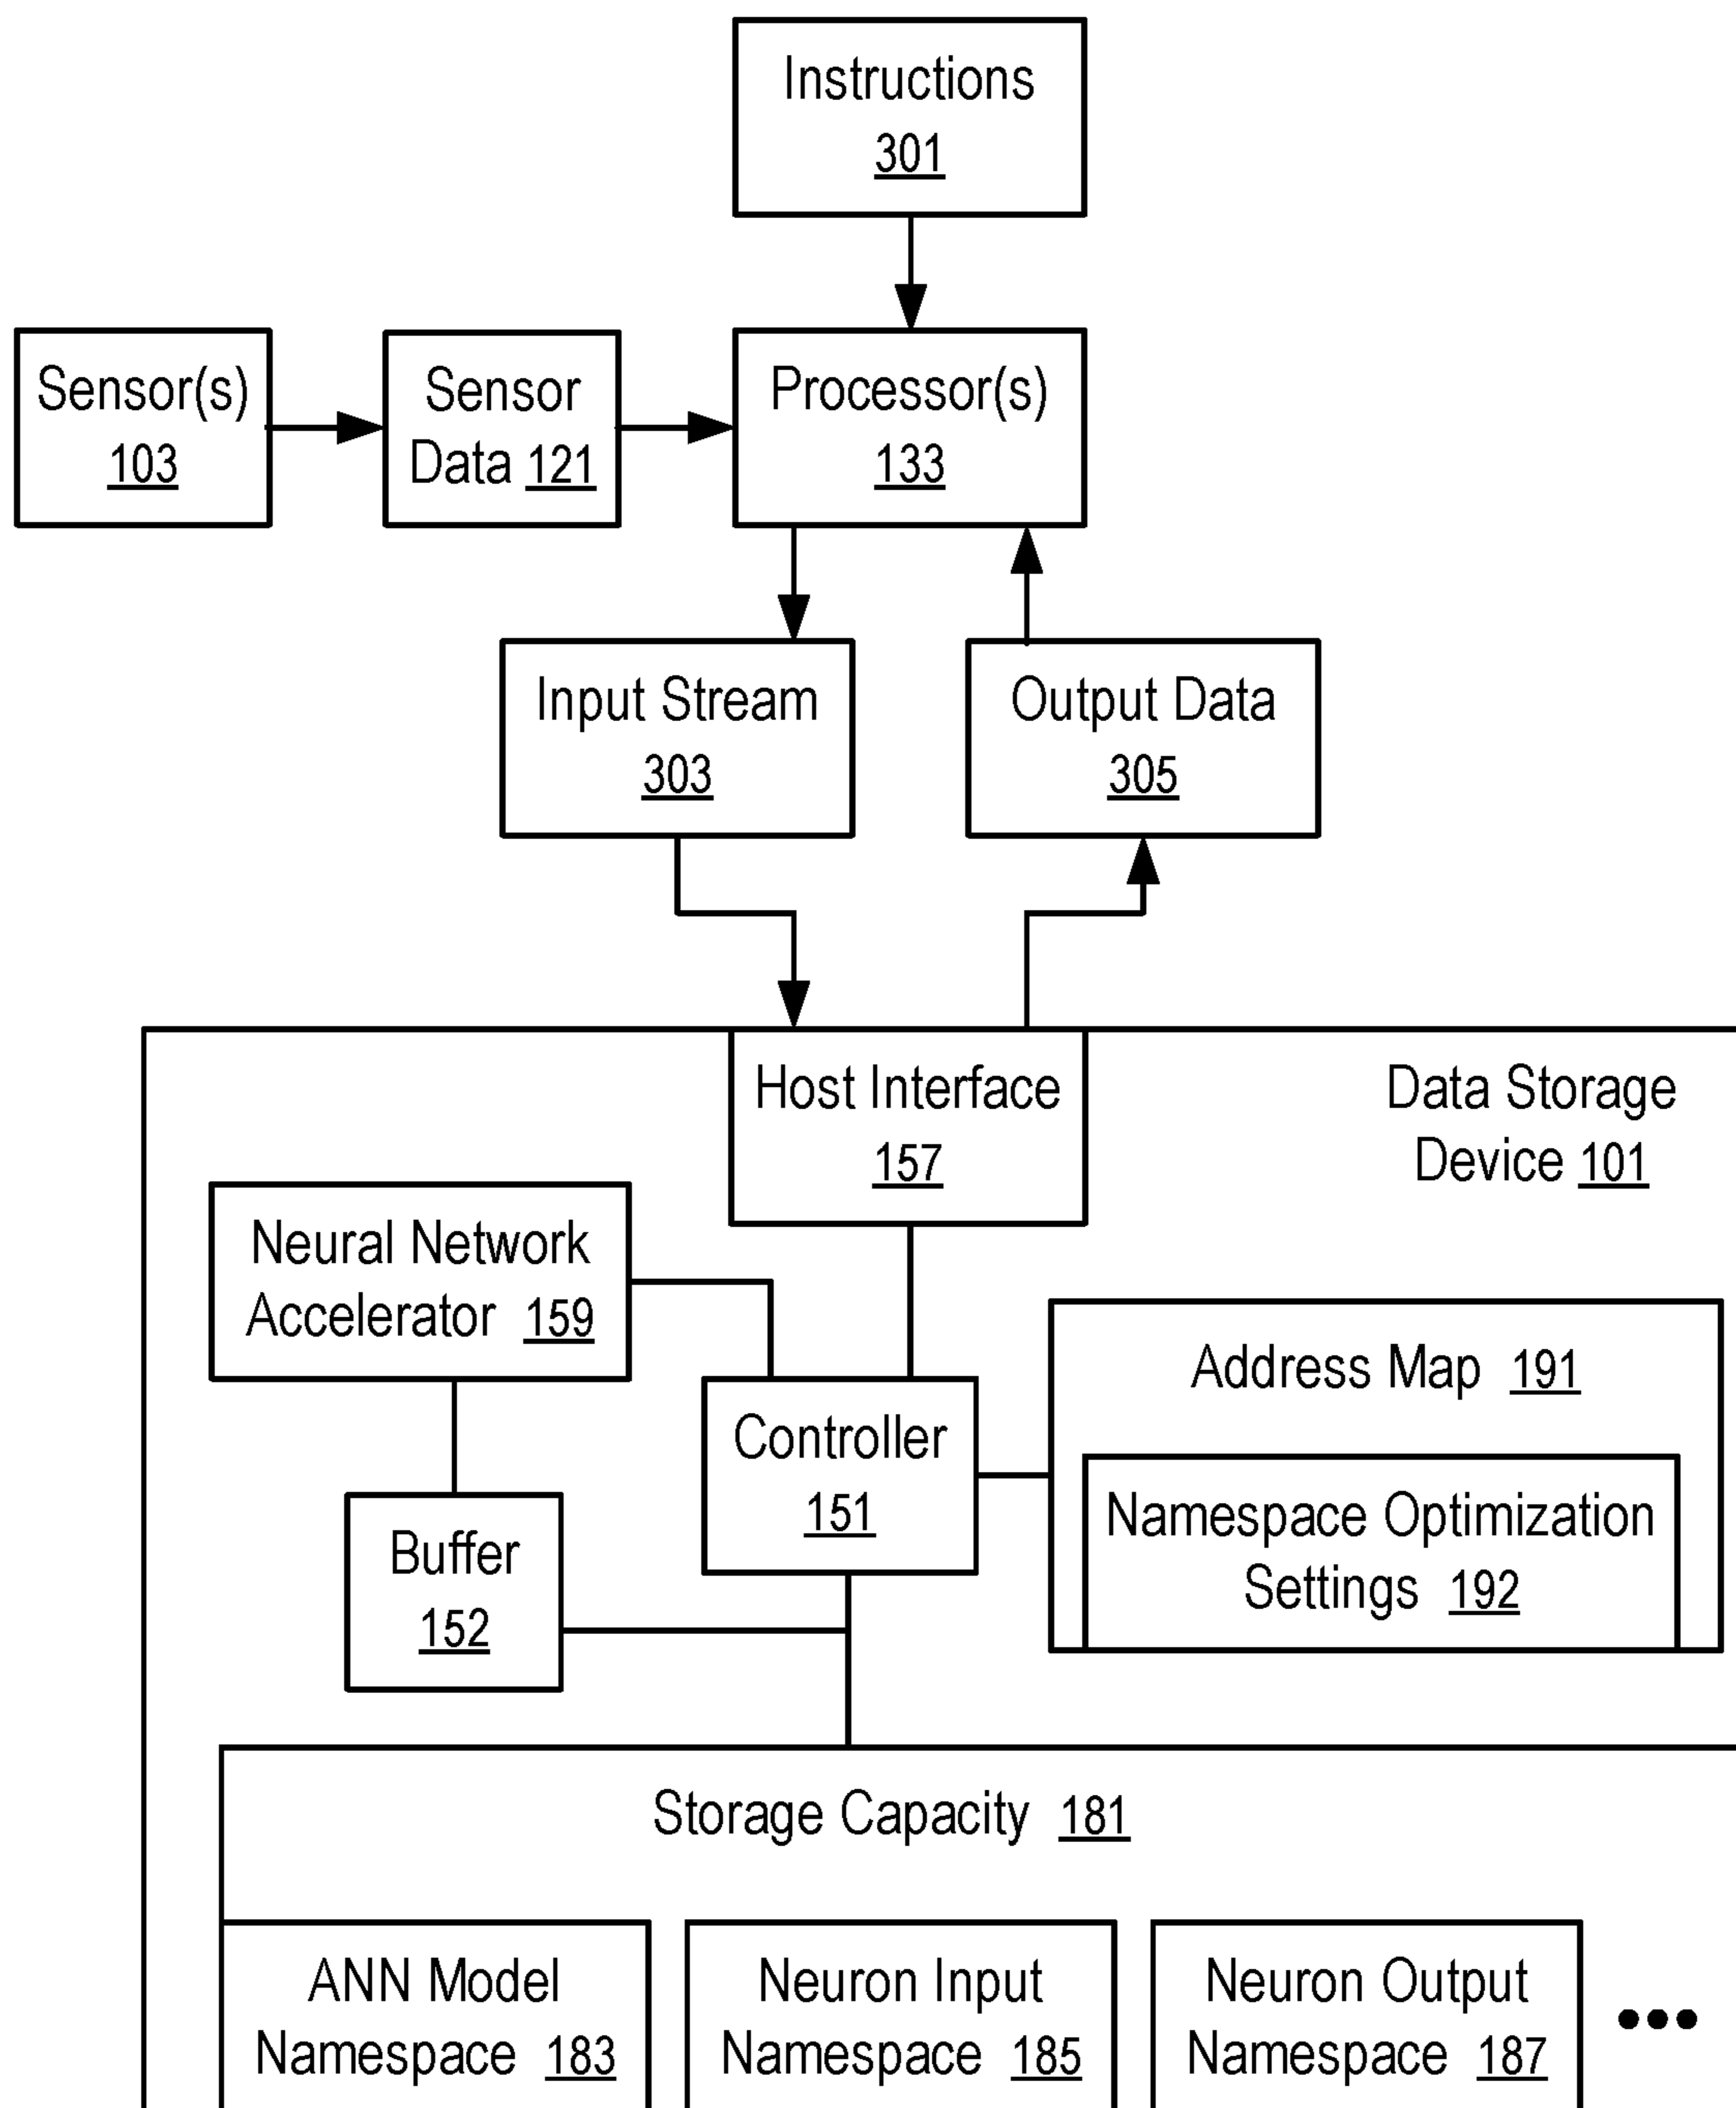 Instructions
301
Sensor(s)
103
Sensor
Data 121
Processor(s)
133
Input Stream
303
Output Data
305
Host Interface
157
Data Storage
Device 101
Neural Network
Accelerator 159
Address Map 191
Controller
151
Namespace Optimization
Settings 192
Buffer
152
Storage Capacity 181
ANN Model
Namespace 183
Neuron Input
Namespace 185
Neuron Output
Namespace 187
•••